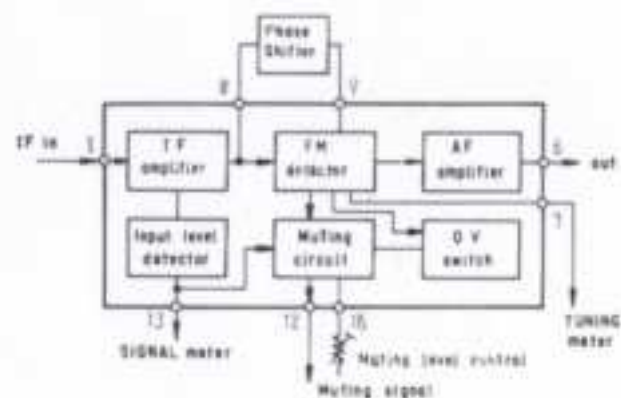 Phase
Shifter
8
9
IF in
1
IF
amplifier
FM
detector
AF
amplifier
6
out
7
Input level
detector
Muting
circuit
0 V
switch
13
12
16
TUNING
meter
SIGNAL meter
Muting level control
Muting signal